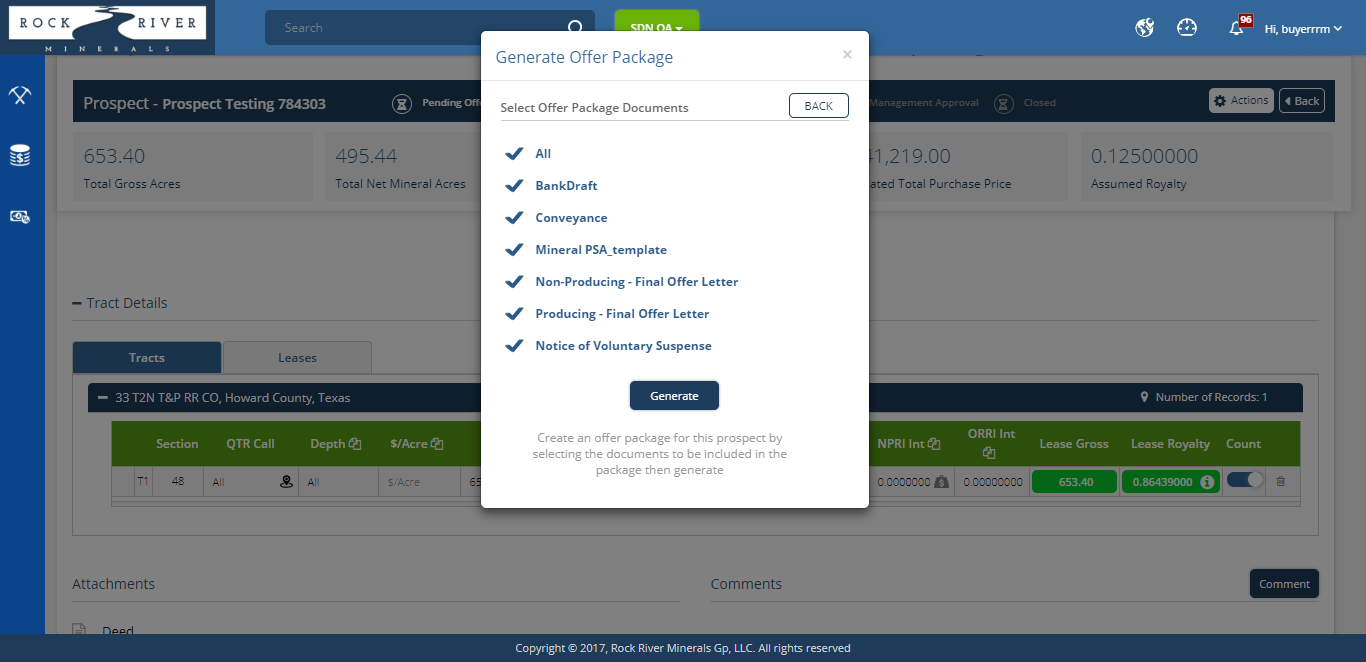 ROCK RIVER
MINERALS
Search
SDN QA
96
Hi, buyerrrm
Generate Offer Package
×
Prospect - Prospect Testing 784303
Pending
Management Approval
Closed
Actions
Back
Select Offer Package Documents
BACK
653.40
Total Gross Acres
495.44
Total Net Mineral Acres
41,219.00
Total Purchase Price
0.12500000
Assumed Royalty
All
BankDraft
Conveyance
Mineral PSA_template
Non-Producing - Final Offer Letter
Producing - Final Offer Letter
Notice of Voluntary Suspense
Generate
Create an offer package for this prospect by
selecting the documents to be included in the
package then generate
Tract Details
Tracts
Leases
33 T2N T&P RR CO, Howard County, Texas
Number of Records: 1
Section QTR Call Depth $/Acre NPRI Int ORRI Int Lease Gross Lease Royalty Count
T1 48 All All $/Acre 65 0.0000000 0.00000000 653.40 0.86439000
Attachments
Comments
Comment
Deed
Copyright © 2017, Rock River Minerals Gp, LLC. All rights reserved